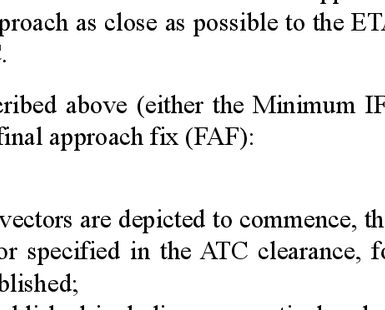 proach as close as possible to the ETA
cribed above (either the Minimum IF
final approach fix (FAF):
vectors are depicted to commence, th
or specified in the ATC clearance, fo
blished;